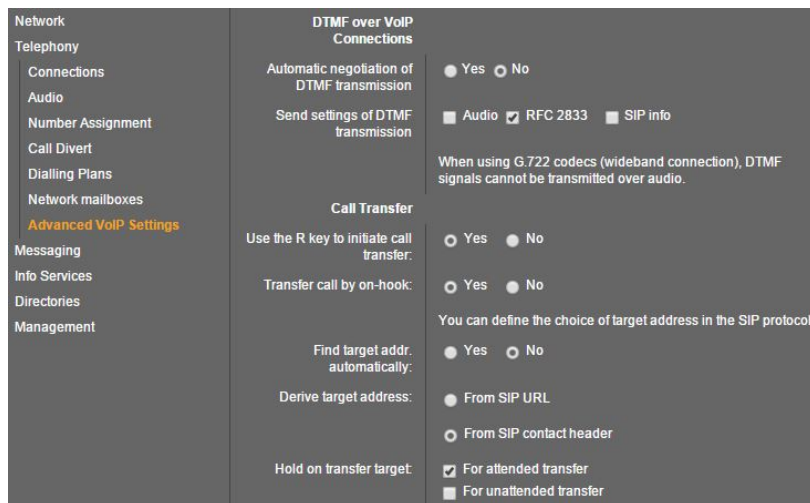 Network
Telephony
Connections
Audio
Number Assignment
Call Divert
Dialling Plans
Network mailboxes
Advanced VoIP Settings
Messaging
Info Services
Directories
Management
DTMF over VoIP
Connections
Automatic negotiation of
DTMF transmission
Yes No
Send settings of DTMF
transmission
Audio RFC 2833 SIP info
When using G.722 codecs (wideband connection), DTMF
signals cannot be transmitted over audio.
Call Transfer
Use the R key to initiate call
transfer:
Yes No
Transfer call by on-hook:
Yes No
You can define the choice of target address in the SIP protocol
Find target addr.
automatically:
Yes No
Derive target address:
From SIP URL
From SIP contact header
Hold on transfer target:
For attended transfer
For unattended transfer